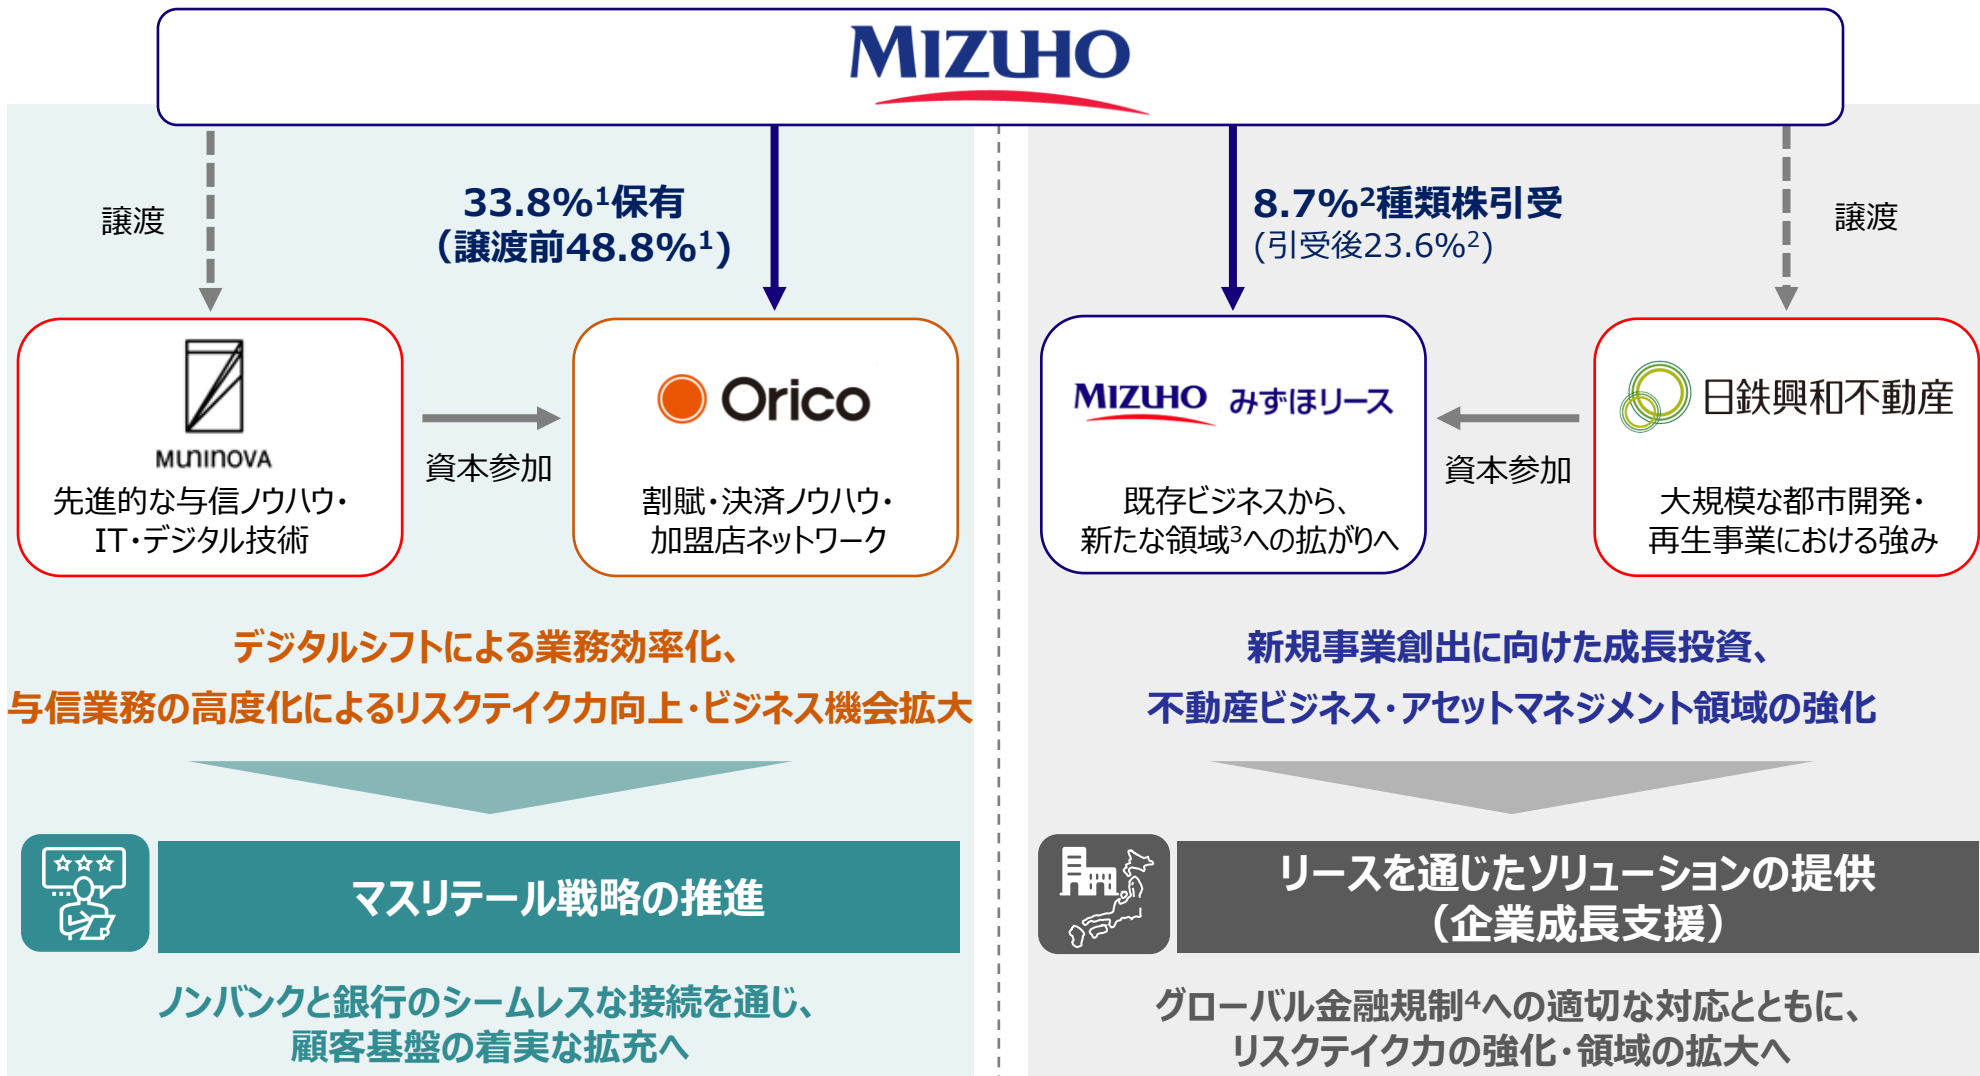 MIZUHO
譲渡
33.8%1保有
(譲渡前48.8%1)
資本参加
MUNINOVA
先進的な与信ノウハウ・
IT・デジタル技術
Orico
割賦・決済ノウハウ・
加盟店ネットワーク
デジタルシフトによる業務効率化、
与信業務の高度化によるリスクテイク力向上・ビジネス機会拡大
マスリテール戦略の推進
ノンバンクと銀行のシームレスな接続を通じ、
顧客基盤の着実な拡充へ
8.7%2種類株引受
(引受後23.6%2)
譲渡
MIZUHO みずほリース
既存ビジネスから、
新たな領域3への拡がりへ
資本参加
日鉄興和不動産
大規模な都市開発・
再生事業における強み
新規事業創出に向けた成長投資、
不動産ビジネス・アセットマネジメント領域の強化
リースを通じたソリューションの提供
(企業成長支援)
グローバル金融規制4への適切な対応とともに、
リスクテイク力の強化・領域の拡大へ